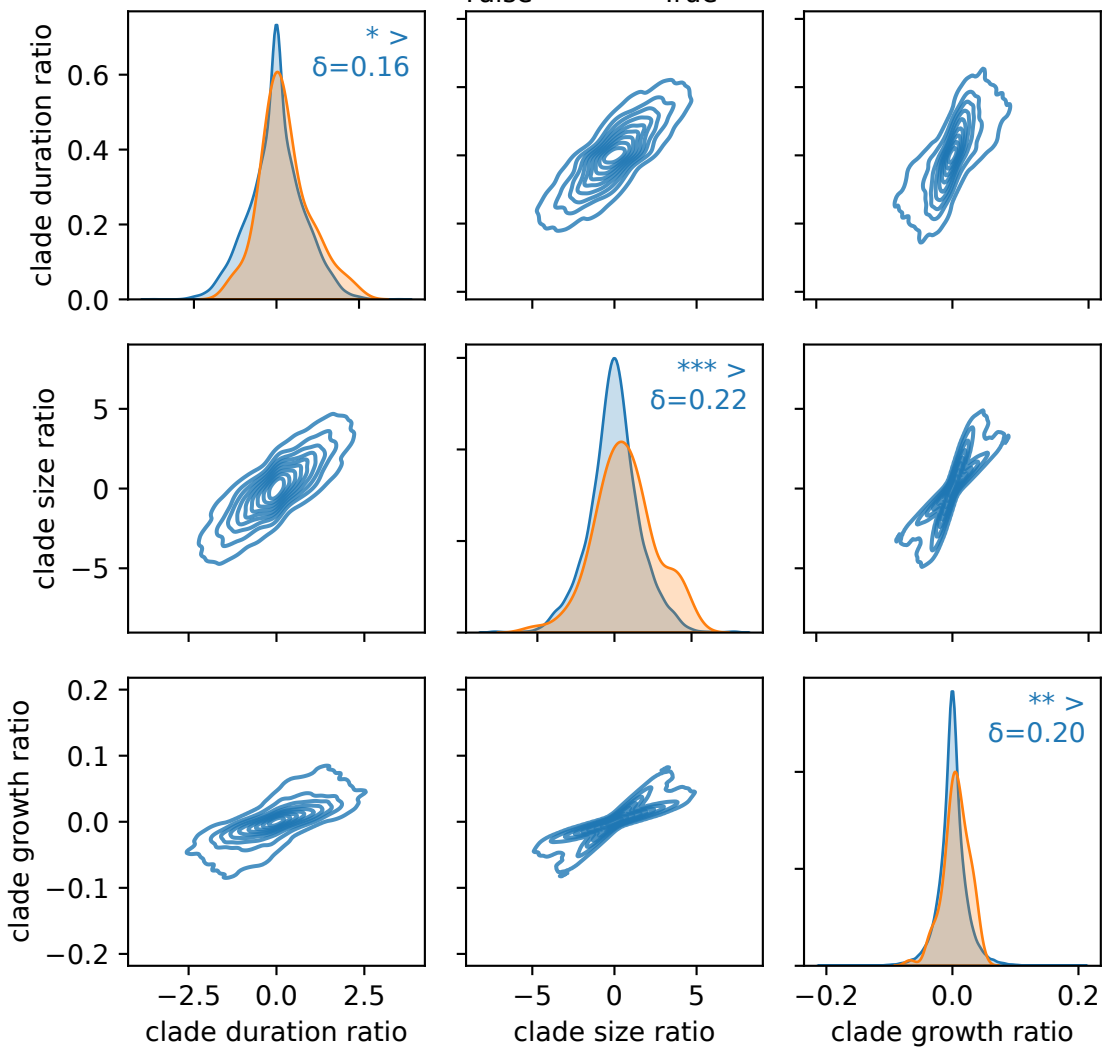 False True
clade duration ratio
0.6
0.4
0.2
0.0
* >
δ=0.16
clade size ratio
5
0
−5
*** >
δ=0.22
clade growth ratio
0.2
0.1
0.0
−0.1
−0.2
** >
δ=0.20
−2.5 0.0 2.5
−5 0 5
−0.2 0.0 0.2
clade duration ratio
clade size ratio
clade growth ratio